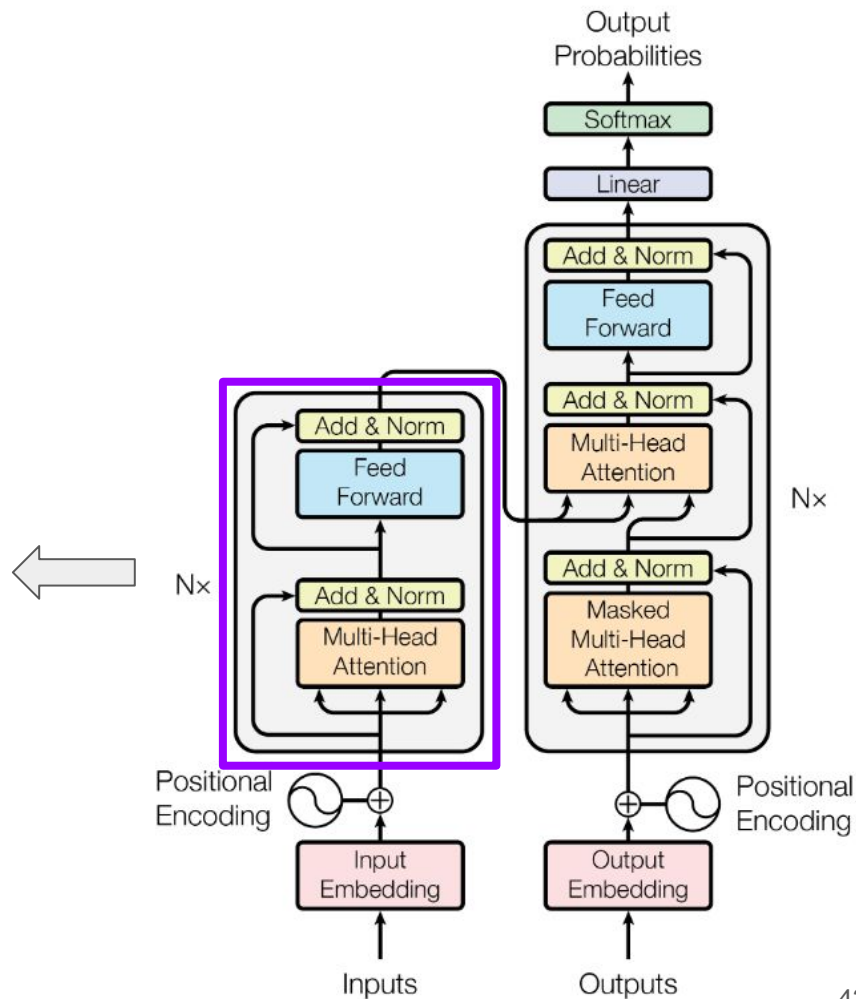 Output
Probabilities
Softmax
Linear
Add & Norm
Feed
Forward
Add & Norm
Multi-Head
Attention
Nx
Add & Norm
Masked
Multi-Head
Attention
Add & Norm
Feed
Forward
Nx
Add & Norm
Multi-Head
Attention
Positional
Encoding
Positional
Encoding
Input
Embedding
Output
Embedding
Inputs
Outputs